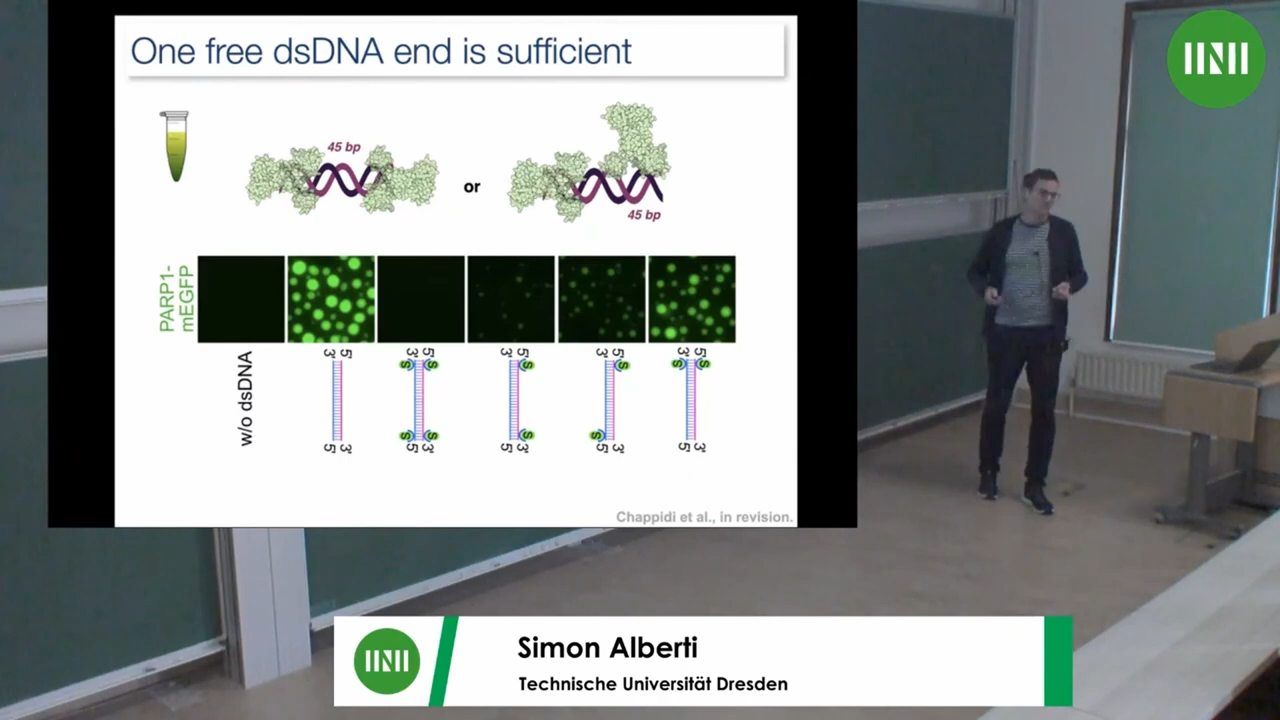 One free dsDNA end is sufficient
45 bp
or
45 bp
PARP1-
mEGFP
w/o dsDNA
3' 5'
5' 3'
3' 5'
S S
S S
5' 3'
3' 5'
S
S
5' 3'
3' 5'
S
S
5' 3'
3' 5'
S S
5' 3'
Chappidi et al., in revision.
Simon Alberti
Technische Universität Dresden